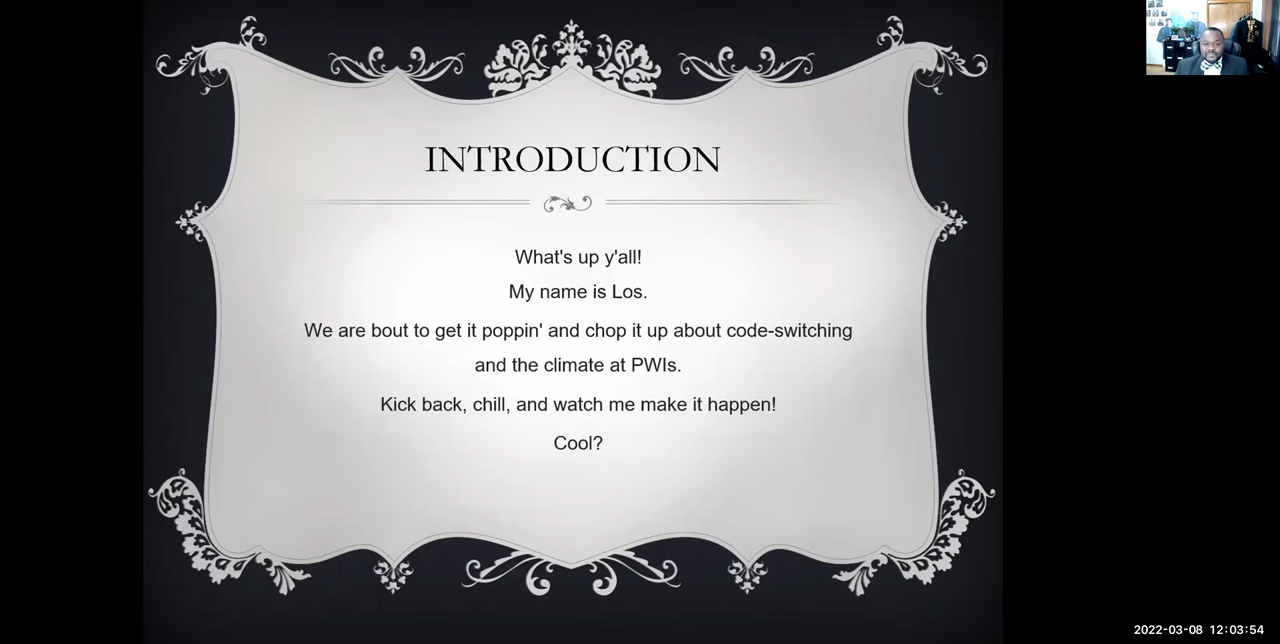 INTRODUCTION
What's up y'all!
My name is Los.
We are bout to get it poppin' and chop it up about code-switching
and the climate at PWIs.
Kick back, chill, and watch me make it happen!
Cool?
2022-03-08 12:03:54